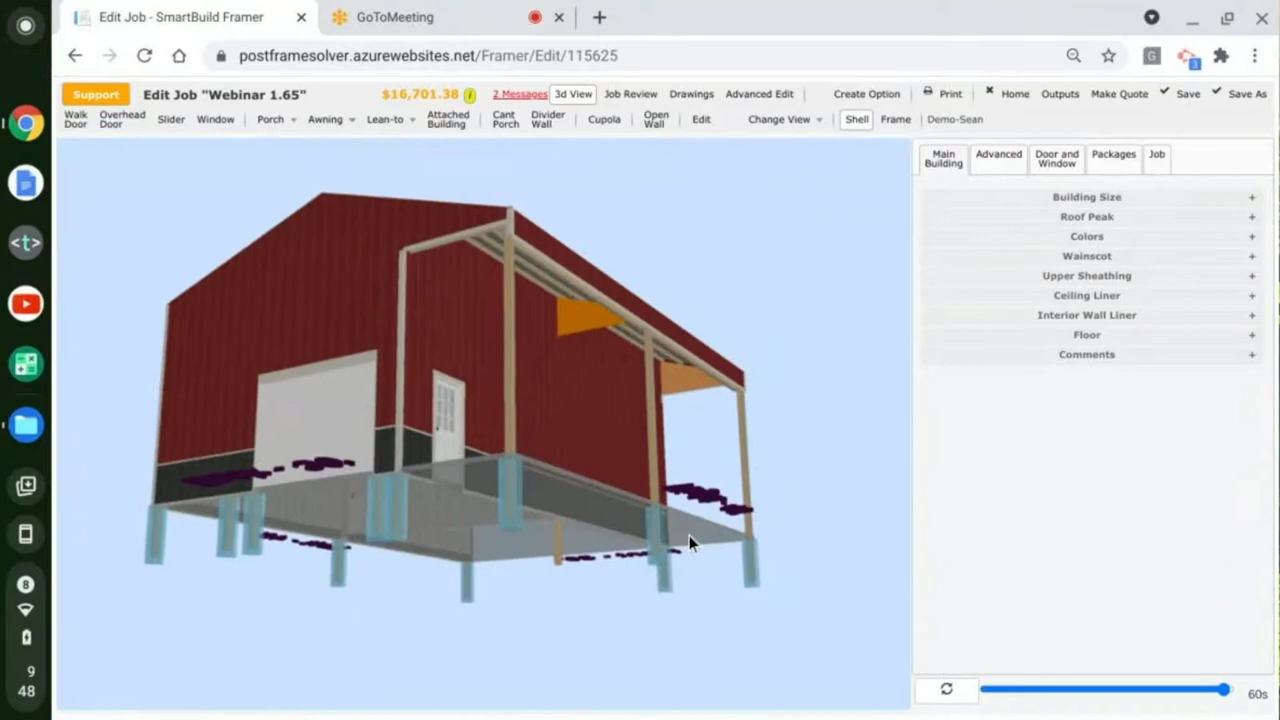 Edit Job - SmartBuild Framer
GoToMeeting
postframesolver.azurewebsites.net/Framer/Edit/115625
G
3
Support Edit Job "Webinar 1.65" $16,701.38 i 2 Messages 3d View Job Review Drawings Advanced Edit Create Option Print Home Outputs Make Quote Save Save As
Walk Door Overhead Door Slider Window Porch Awning Lean-to Attached Building Cant Porch Divider Wall Cupola Open Wall Edit Change View Shell Frame Demo-Sean
Main Building Advanced Door and Window Packages Job
Building Size +
Roof Peak +
Colors +
Wainscot +
Upper Sheathing +
Ceiling Liner +
Interior Wall Liner +
Floor +
Comments +
60s
<t>
8
9
48